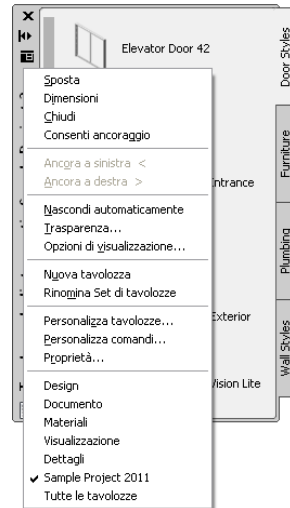 Elevator Door 42
Door Styles
Sposta
Dimensioni
Chiudi
Consenti ancoraggio
Ancora a sinistra <
Ancora a destra >
ntrance
Furniture
Nascondi automaticamente
Trasparenza...
Opzioni di visualizzazione...
Plumbing
Nuova tavolozza
Rinomina Set di tavolozze
Personalizza tavolozze...
Exterior
Personalizza comandi...
Proprietà...
Wall Styles
Design
Vision Lite
Documento
Materiali
Visualizzazione
Dettagli
Sample Project 2011
Tutte le tavolozze